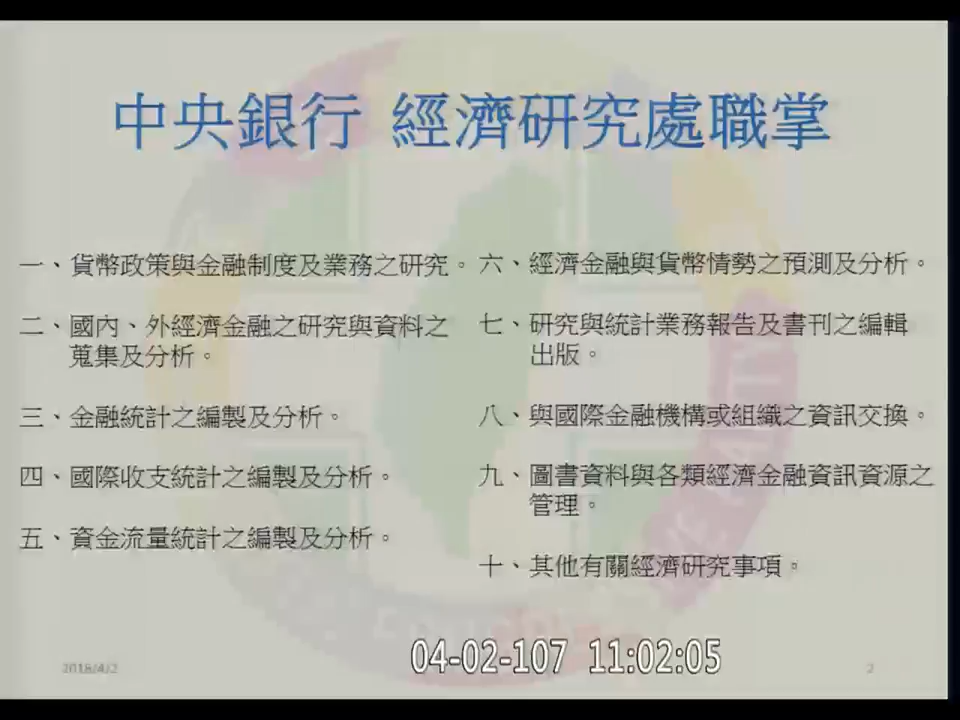 中央銀行 經濟研究處職掌
一、貨幣政策與金融制度及業務之研究。
二、國內、外經濟金融之研究與資料之
蒐集及分析。
三、金融統計之編製及分析。
四、國際收支統計之編製及分析。
五、資金流量統計之編製及分析。
六、經濟金融與貨幣情勢之預測及分析。
七、研究與統計業務報告及書刊之編輯
出版。
八、與國際金融機構或組織之資訊交換。
九、圖書資料與各類經濟金融資訊資源之
管理。
十、其他有關經濟研究事項。
2018/4/2
04-02-107 11:02:05
2